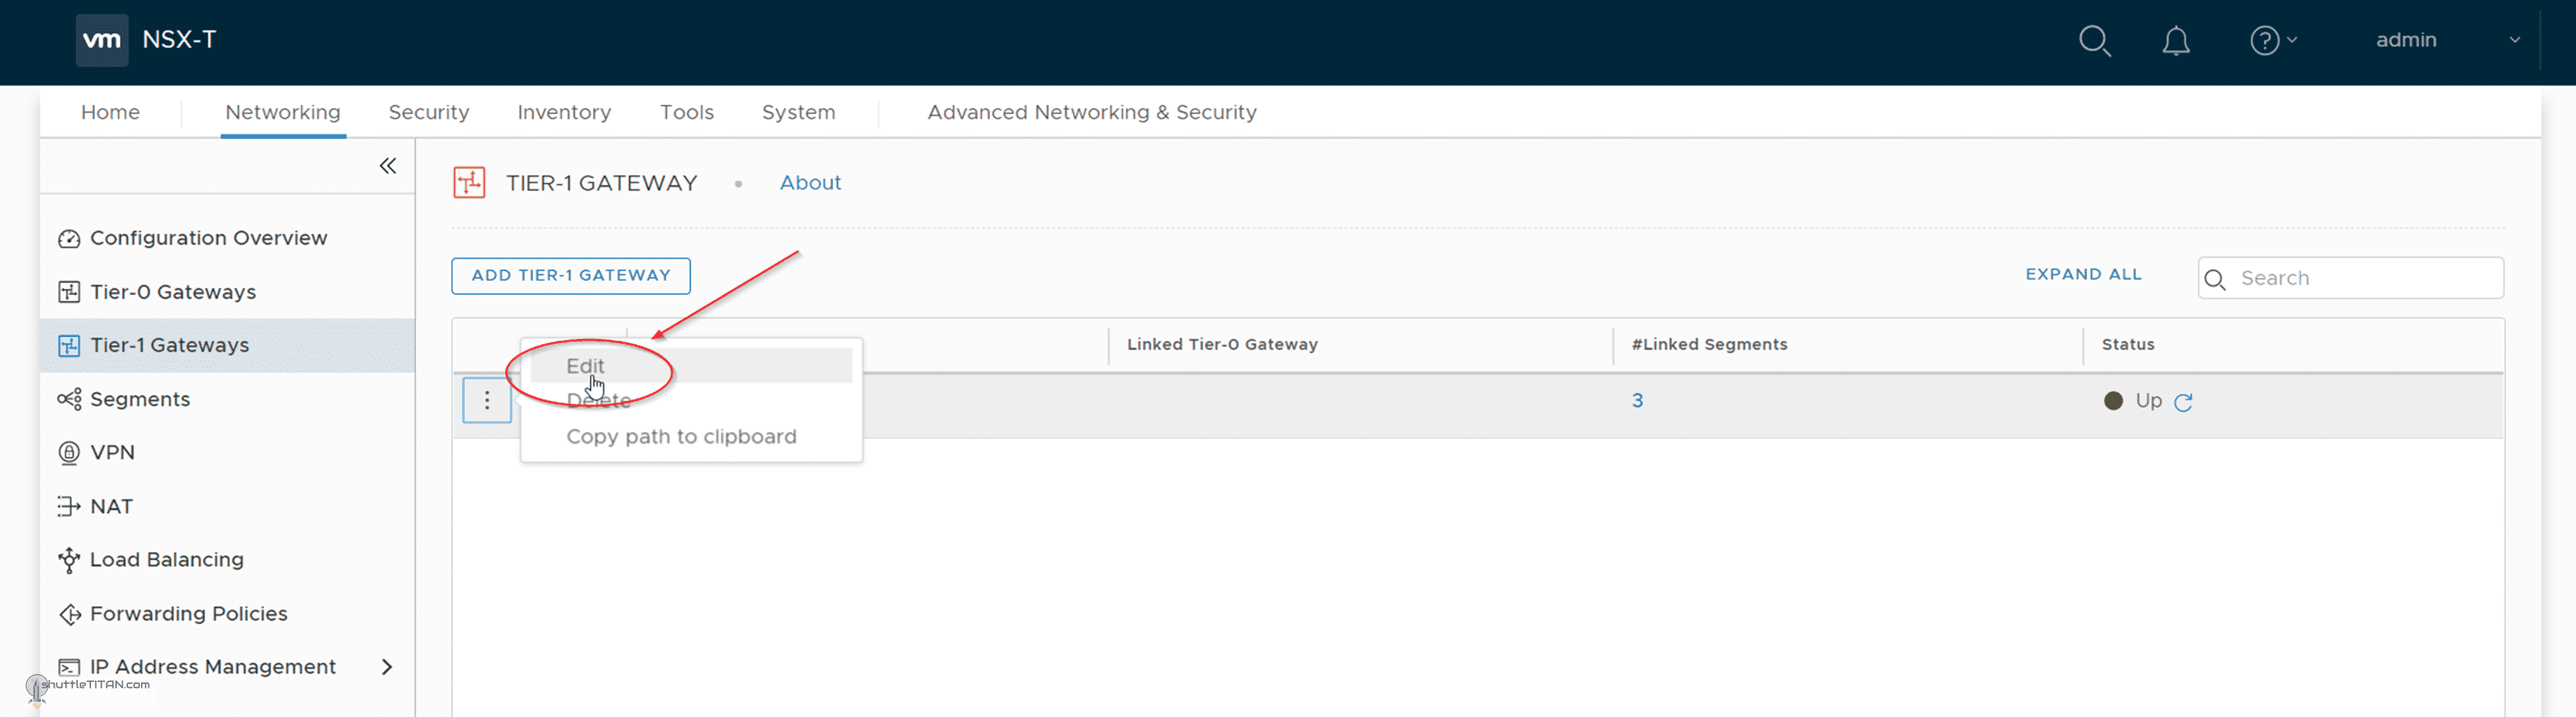 vm NSX-T admin
Home Networking Security Inventory Tools System Advanced Networking & Security
TIER-1 GATEWAY • About
Configuration Overview
Tier-0 Gateways
Tier-1 Gateways
Segments
VPN
NAT
Load Balancing
Forwarding Policies
IP Address Management
shuttleTITAN.com
ADD TIER-1 GATEWAY EXPAND ALL Search
Linked Tier-0 Gateway #Linked Segments Status
Edit
Delete
Copy path to clipboard
3 Up